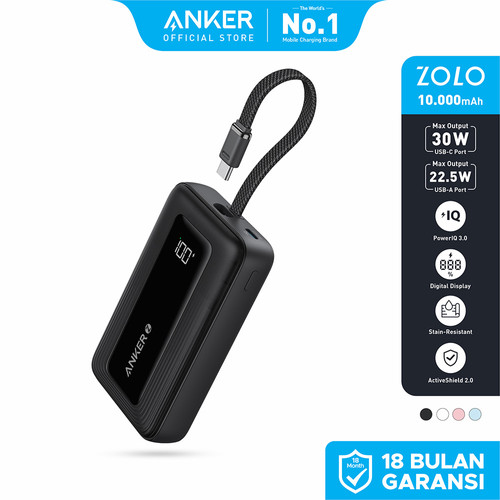 ANKER
OFFICIAL STORE
The World's
No.1
Mobile Charging Brand
ZOLO
10.000mAh
Max Output
30W
USB-C Port
Max Output
22.5W
USB-A Port
IQ
PowerIQ 3.0
888
%
Digital Display
Stain-Resistant
ActiveShield 2.0
100%
ANKER
18
Month
18 BULAN
GARANSI